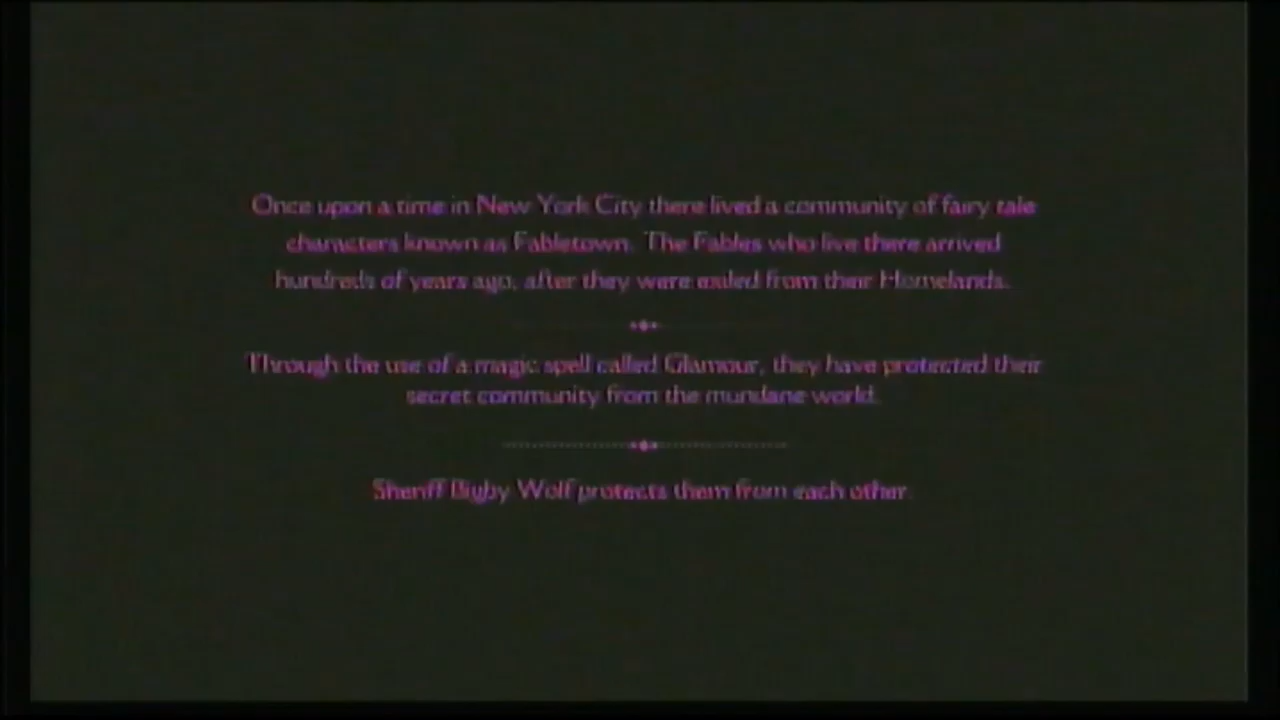 Once upon a time in New York City there lived a community of fairy tale
characters known as Fabletown. The Fables who live there arrived
hundreds of years ago, after they were exiled from their Homelands.
Through the use of a magic spell called Glamour, they have protected their
secret community from the mundane world.
Sheriff Bigby Wolf protects them from each other.